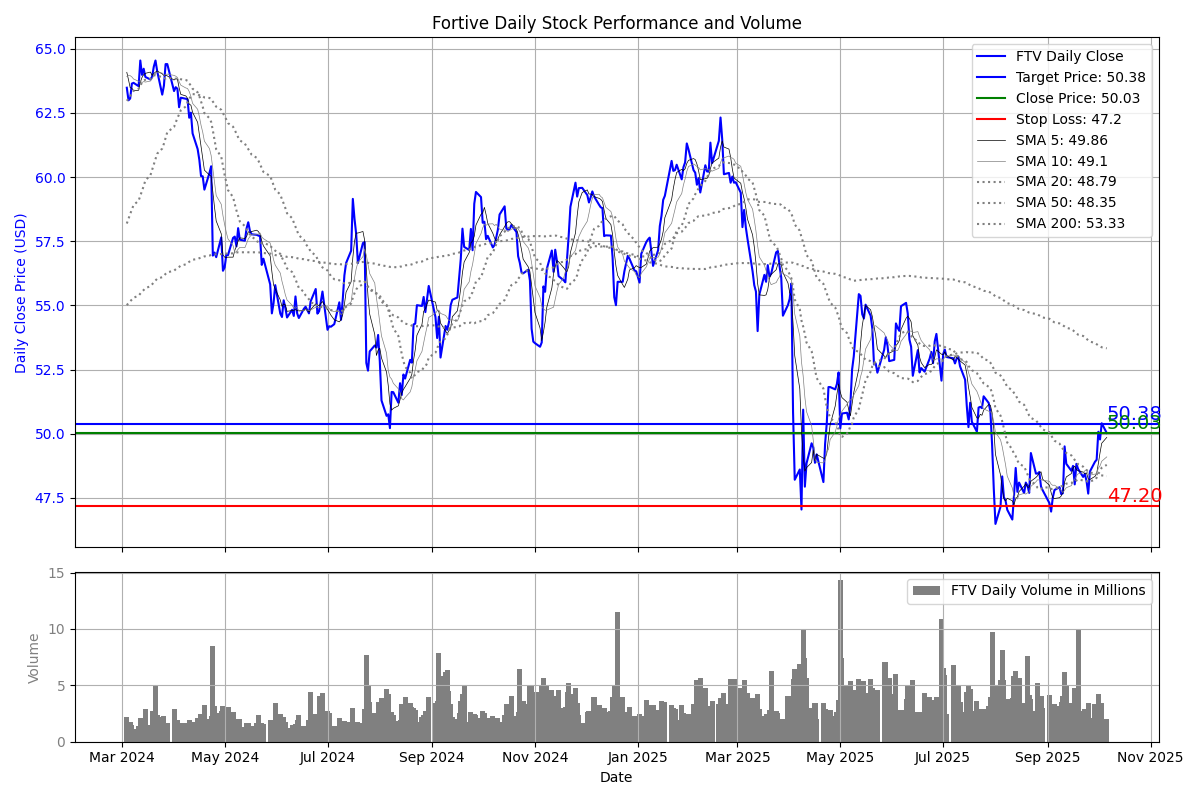 Fortive Daily Stock Performance and Volume
Daily Close Price (USD)
65.0
62.5
60.0
57.5
55.0
52.5
50.0
47.5
FTV Daily Close
Target Price: 50.38
Close Price: 50.03
Stop Loss: 47.2
SMA 5: 49.86
SMA 10: 49.1
SMA 20: 48.79
SMA 50: 48.35
SMA 200: 53.33
50.38
50.03
47.20
Volume
15
10
5
0
FTV Daily Volume in Millions
Mar 2024 May 2024 Jul 2024 Sep 2024 Nov 2024 Jan 2025 Mar 2025 May 2025 Jul 2025 Sep 2025 Nov 2025
Date